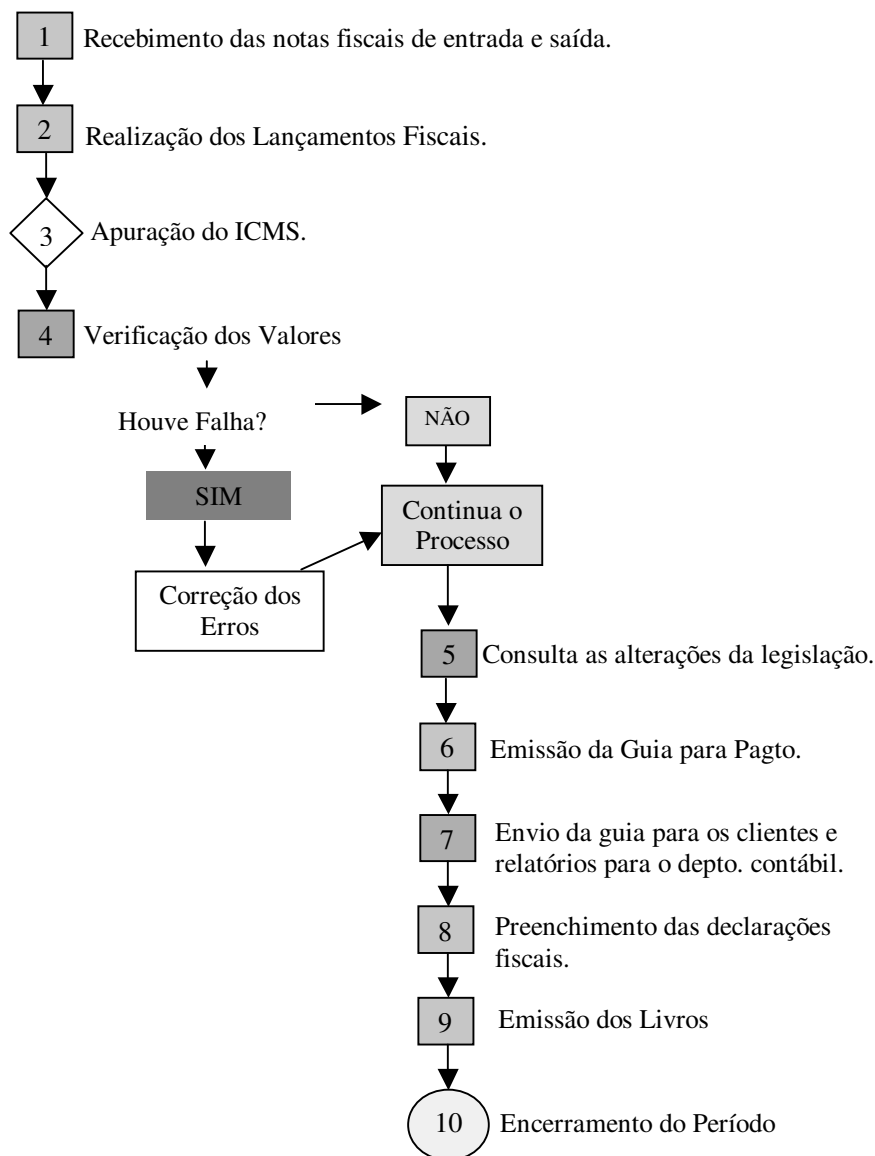 1 Recebimento das notas fiscais de entrada e saída.
2 Realização dos Lançamentos Fiscais.
3 Apuração do ICMS.
4 Verificação dos Valores
Houve Falha?
NÃO
SIM
Continua o
Processo
Correção dos
Erros
5 Consulta as alterações da legislação.
6 Emissão da Guia para Pagto.
7 Envio da guia para os clientes e
relatórios para o depto. contábil.
8 Preenchimento das declarações
fiscais.
9 Emissão dos Livros
10 Encerramento do Período